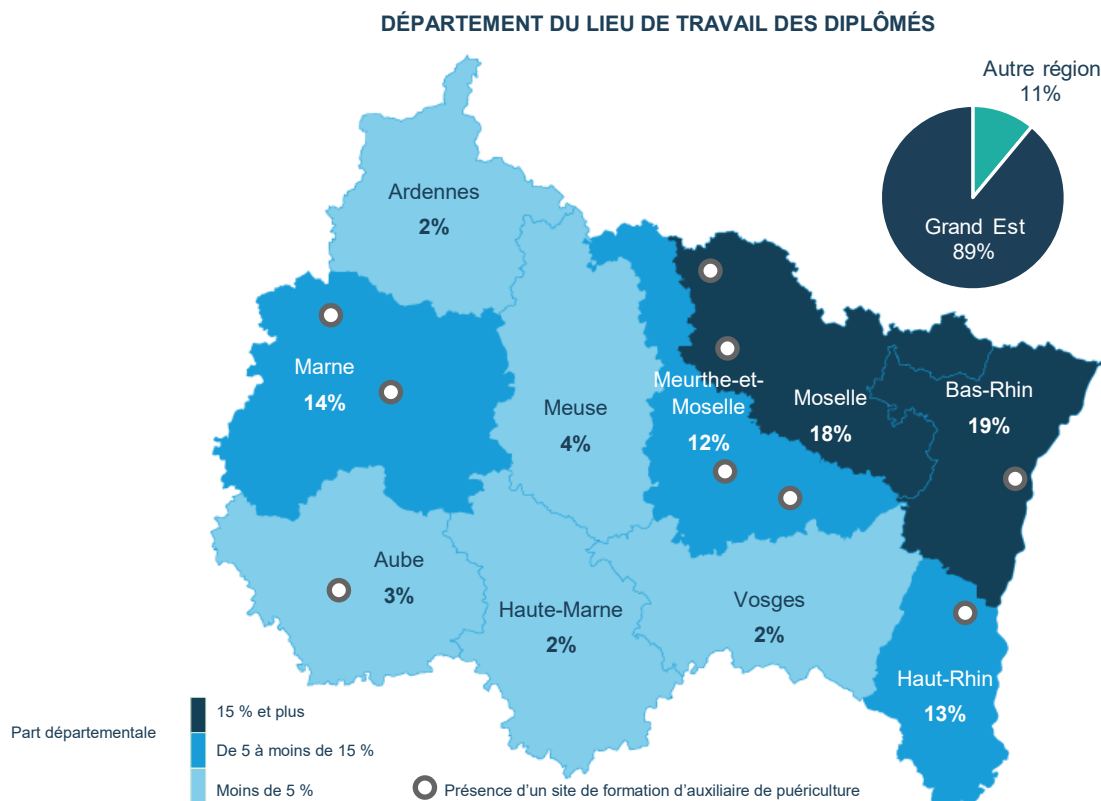 DÉPARTEMENT DU LIEU DE TRAVAIL DES DIPLÔMÉS
Autre région
11%
Grand Est
89%
Ardennes
2%
Marne
14%
Meuse
4%
Meurthe-et-
Moselle
12%
Moselle
18%
Bas-Rhin
19%
Aube
3%
Haute-Marne
2%
Vosges
2%
Haut-Rhin
13%
Part départementale
15 % et plus
De 5 à moins de 15 %
Moins de 5 %
Présence d'un site de formation d'auxiliaire de puériculture